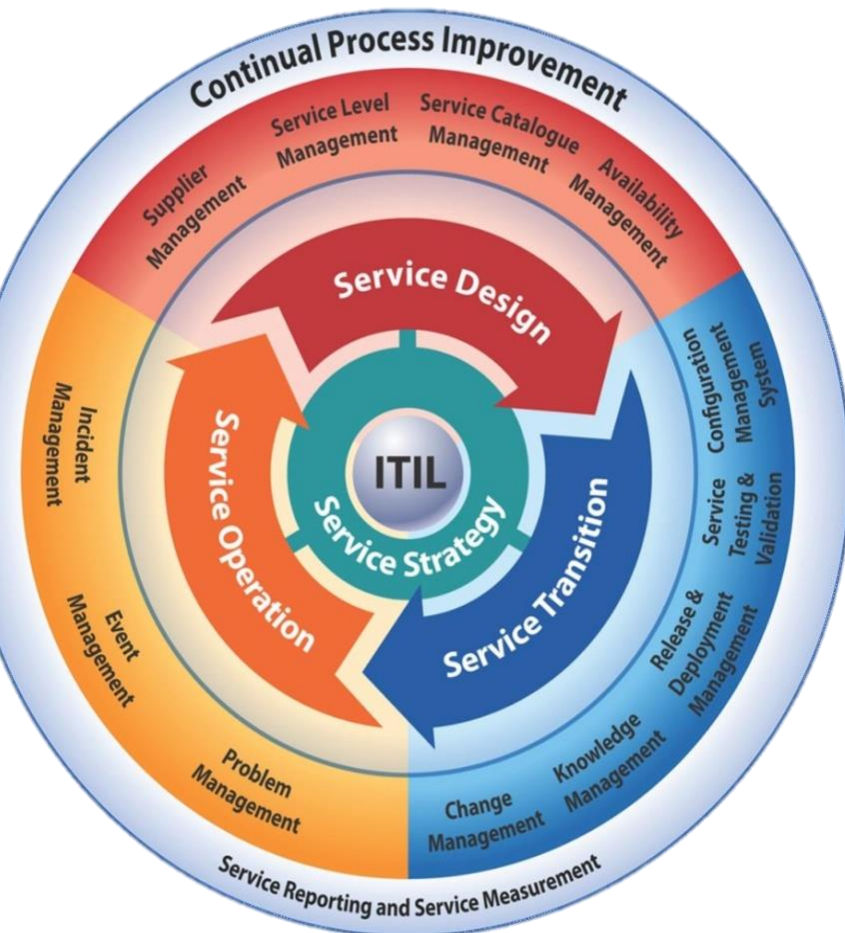 Continual Process Improvement
Supplier
Management
Service Level
Management
Service Catalogue
Management
Availability
Management
Configuration
Management
System
Service
Testing &
Validation
Release &
Deployment
Management
Knowledge
Management
Change
Management
Problem
Management
Event
Management
Incident
Management
Service Design
Service Transition
Service Operation
Service Strategy
ITIL
Service Reporting and Service Measurement